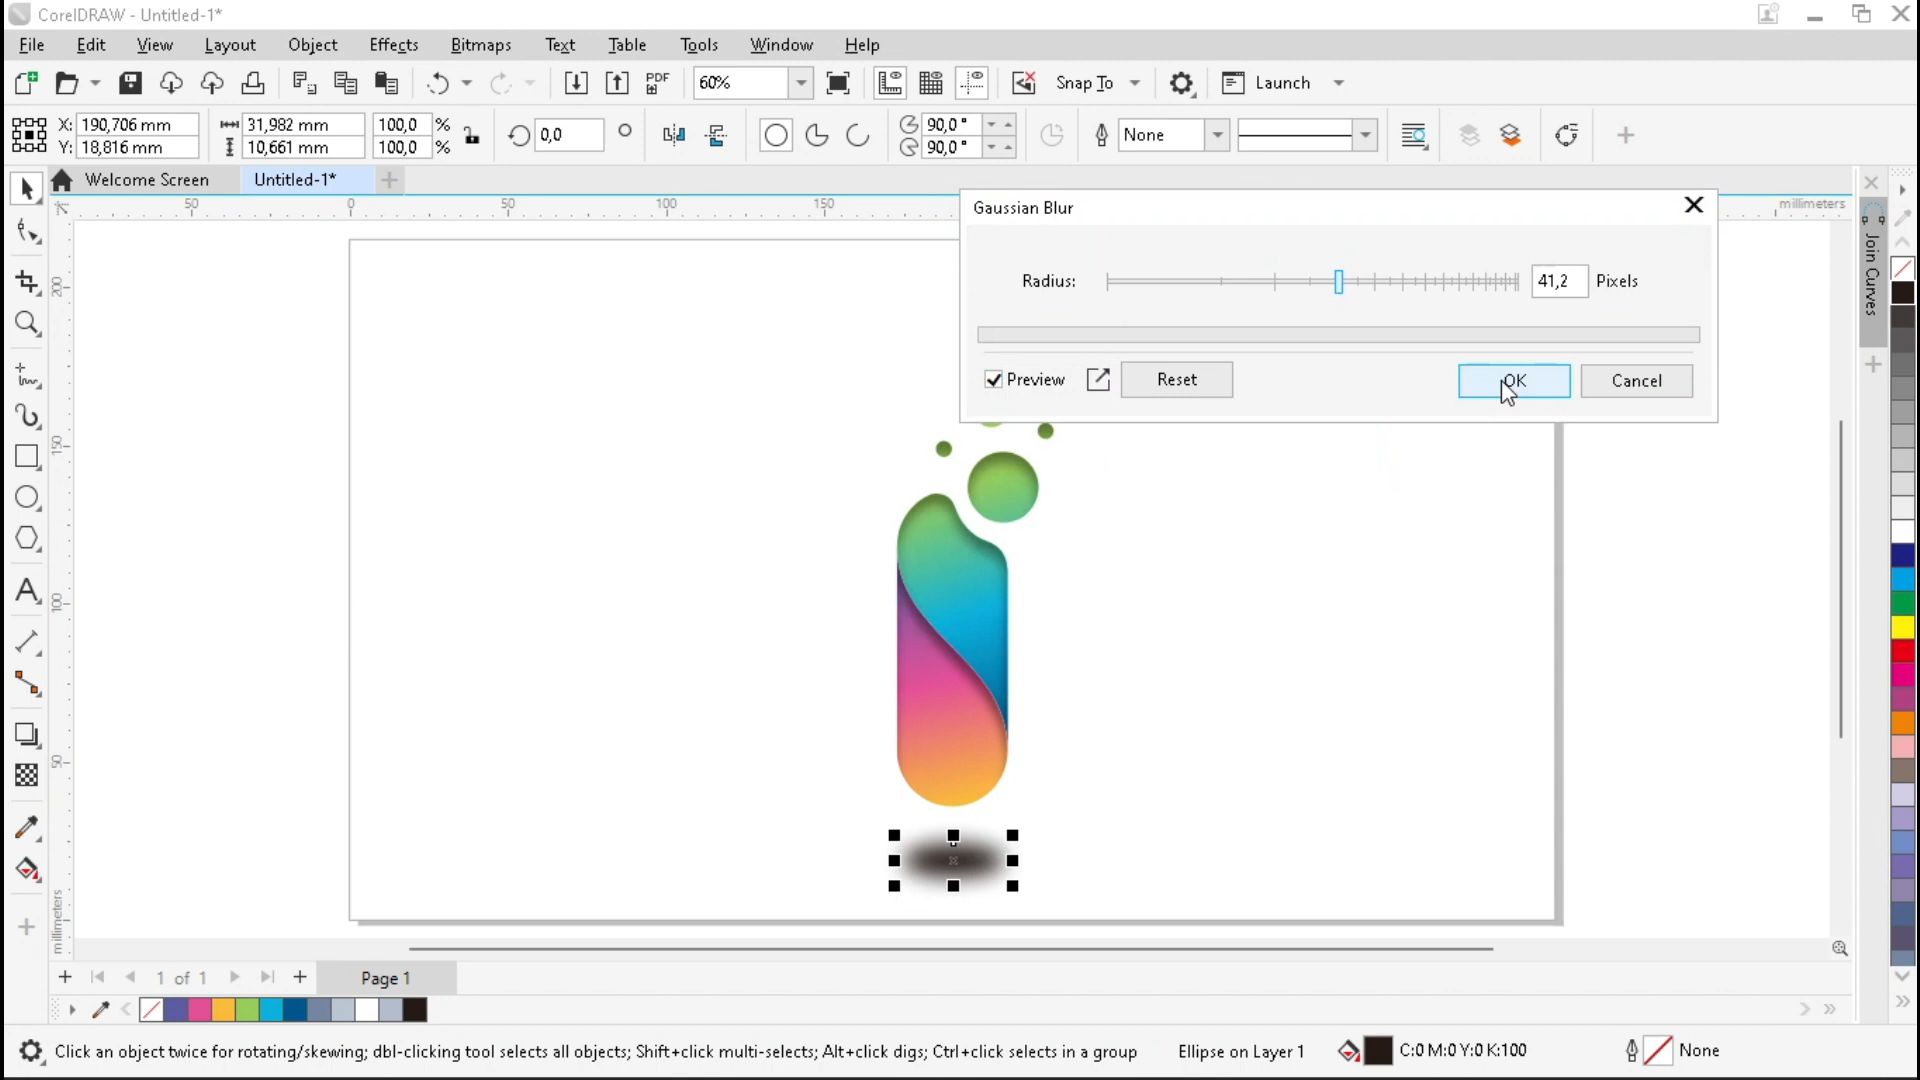 CorelDRAW - Untitled-1*
File Edit View Layout Object Effects Bitmaps Text Table Tools Window Help
PDF 60% Snap To Launch
X: 190,706 mm 31,982 mm 100,0 % 0,0 90,0 ° None
Y: 18,816 mm 10,661 mm 100,0 % 90,0 °
Welcome Screen Untitled-1*
50 0 50 100 150 millimeters
Gaussian Blur
Radius: 41,2 Pixels
Preview Reset OK Cancel
Join Curves
200
150
100
50
millimeters
1 of 1 Page 1
Click an object twice for rotating/skewing; dbl-clicking tool selects all objects; Shift+click multi-selects; Alt+click digs; Ctrl+click selects in a group Ellipse on Layer 1 C:0 M:0 Y:0 K:100 None